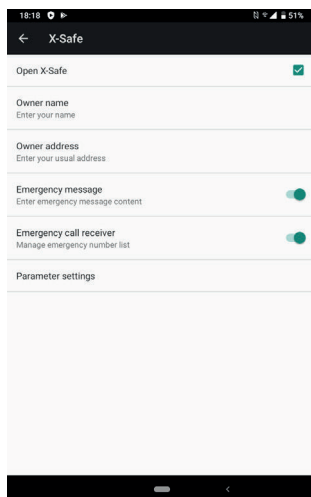 18:18 51%
X-Safe
Open X-Safe
Owner name
Enter your name
Owner address
Enter your usual address
Emergency message
Enter emergency message content
Emergency call receiver
Manage emergency number list
Parameter settings